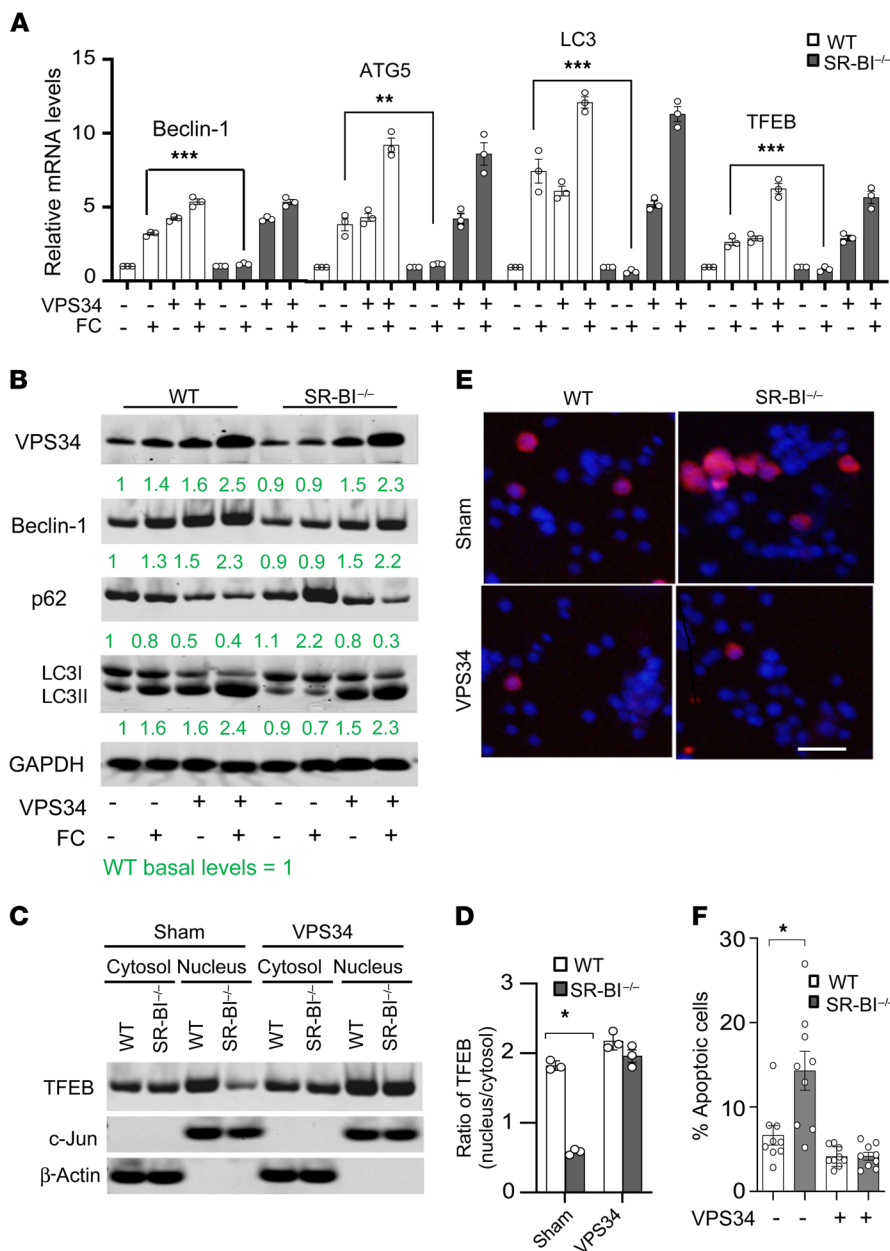 A
Relative mRNA levels
15
10
5
0
Beclin-1
***
ATG5
**
LC3
***
TFEB
***
WT
SR-BI–/–
VPS34 - - + + - - + + - - + + - - + + - - + + - - + + - - + + - - + +
FC - + - + - + - + - + - + - + - + - + - + - + - + - + - + - + - +
B
WT SR-BI–/–
VPS34
1 1.4 1.6 2.5 0.9 0.9 1.5 2.3
Beclin-1
1 1.3 1.5 2.3 0.9 0.9 1.5 2.2
p62
1 0.8 0.5 0.4 1.1 2.2 0.8 0.3
LC3I
LC3II
1 1.6 1.6 2.4 0.9 0.7 1.5 2.3
GAPDH
VPS34 - - + + - - + +
FC - + - + - + - +
WT basal levels = 1
E
WT SR-BI–/–
Sham
VPS34
C
Sham VPS34
Cytosol Nucleus Cytosol Nucleus
WT SR-BI–/– WT SR-BI–/– WT SR-BI–/– WT SR-BI–/–
TFEB
c-Jun
β-Actin
D
Ratio of TFEB
(nucleus/cytosol)
3
2
1
0
WT
SR-BI–/–
*
Sham VPS34
F
% Apoptoic cells
30
20
10
0
*
WT
SR-BI–/–
VPS34 - - + +